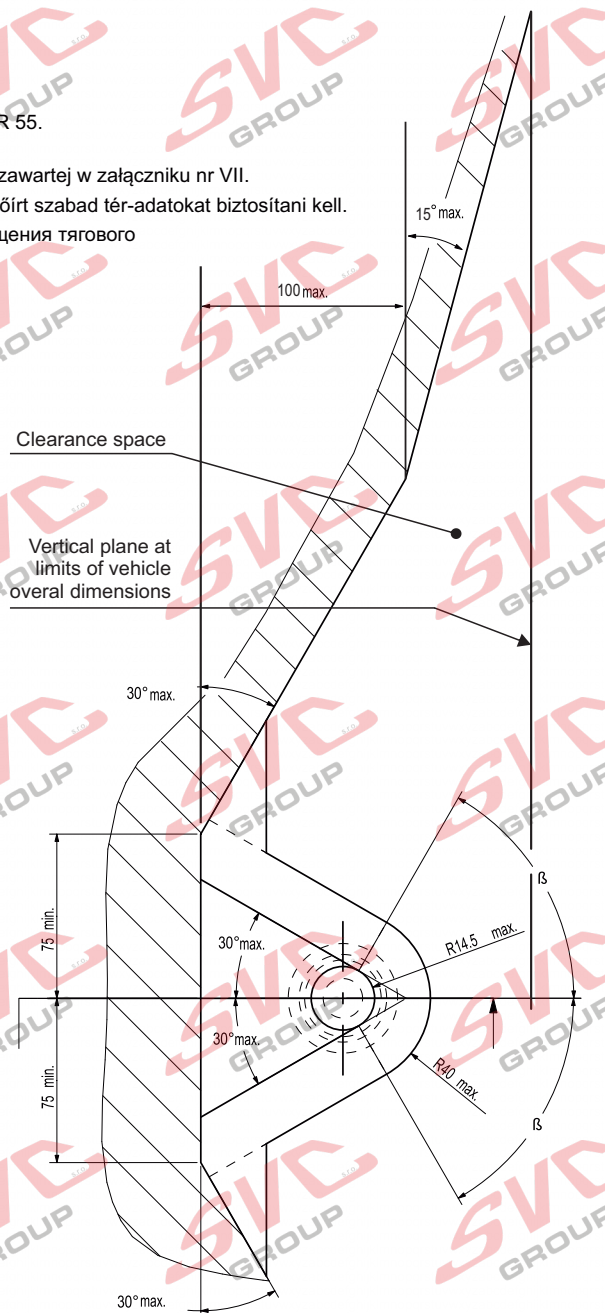 R 55.
zawartej w załączniku nr VII.
őírt szabad tér-adatokat biztosítani kell.
щения тягового
15° max.
100 max.
Clearance space
Vertical plane at
limits of vehicle
overal dimensions
30° max.
ß
75 min.
R14.5 max.
30° max.
30° max.
75 min.
R40 max.
ß
30° max.
SVC
GROUP